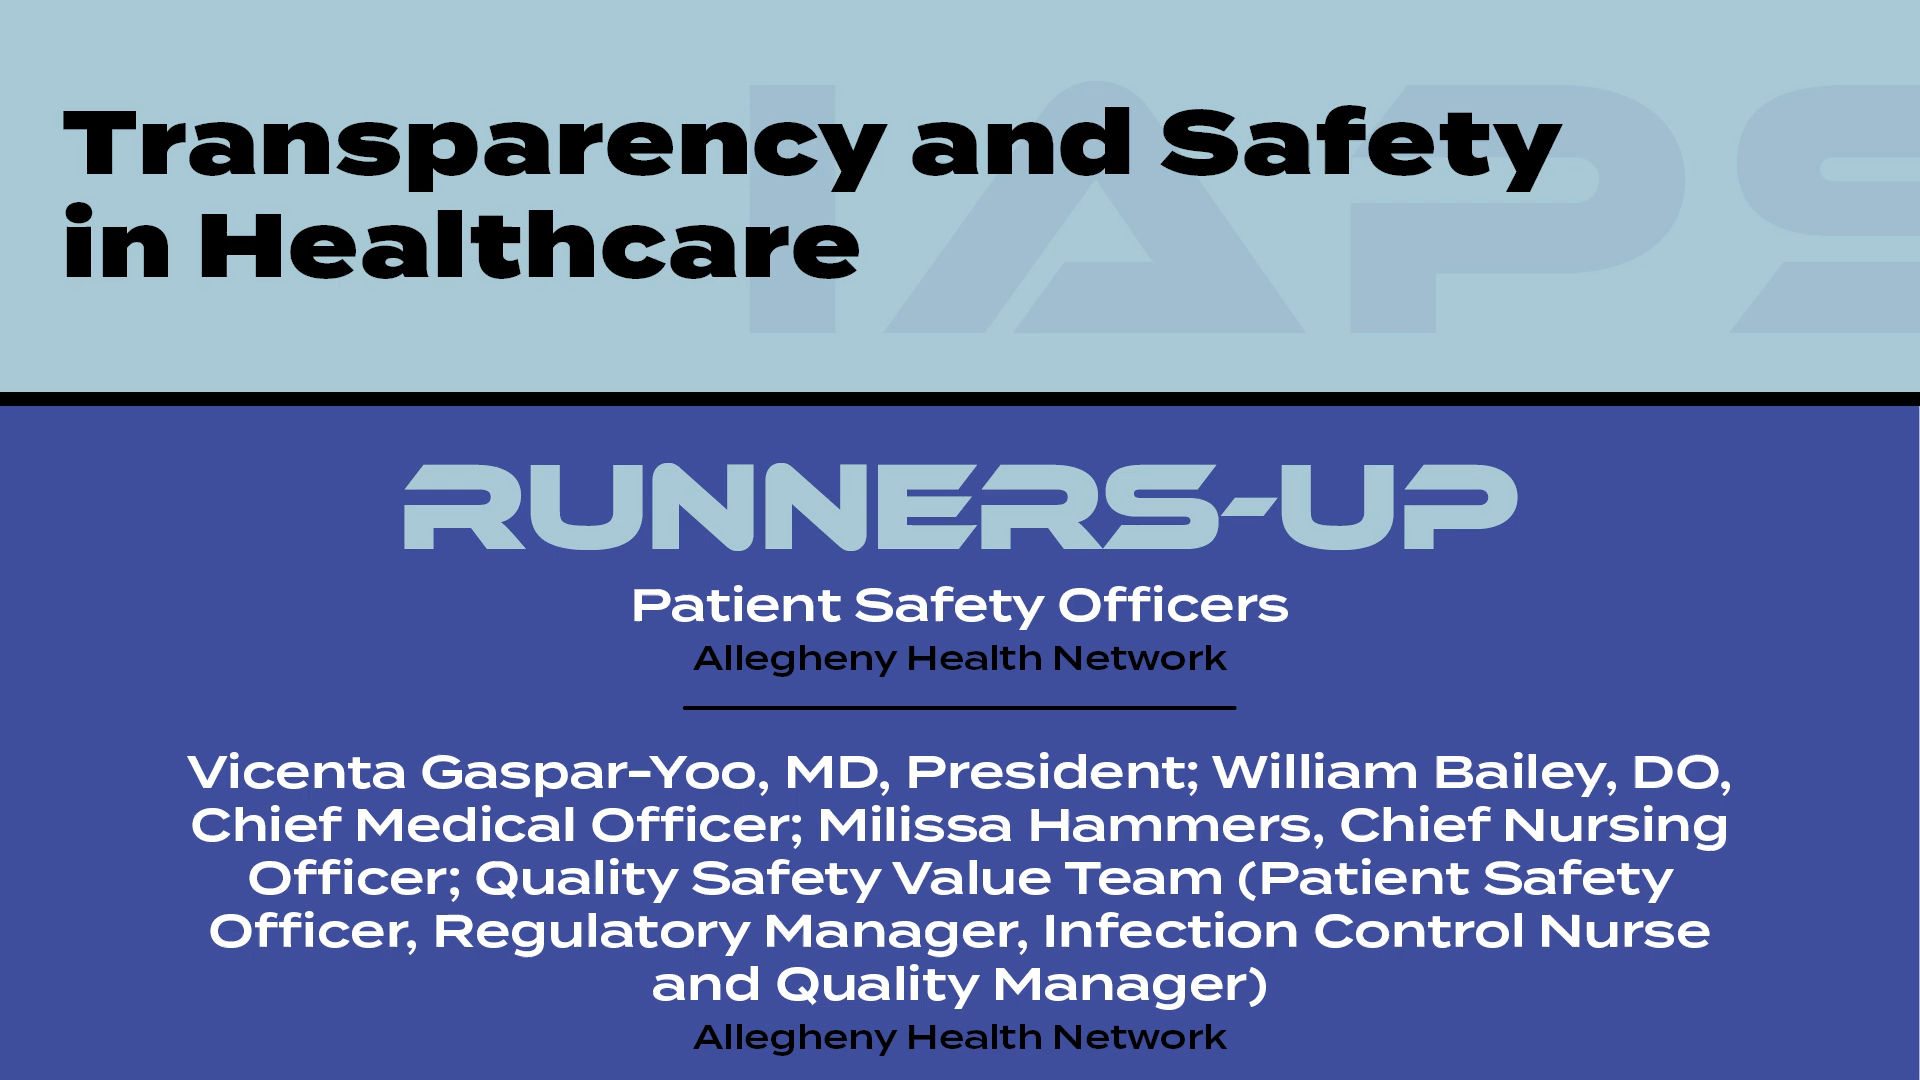 Transparency and Safety
in Healthcare
IAPS
RUNNERS-UP
Patient Safety Officers
Allegheny Health Network
Vicenta Gaspar-Yoo, MD, President; William Bailey, DO,
Chief Medical Officer; Milissa Hammers, Chief Nursing
Officer; Quality Safety Value Team (Patient Safety
Officer, Regulatory Manager, Infection Control Nurse
and Quality Manager)
Allegheny Health Network